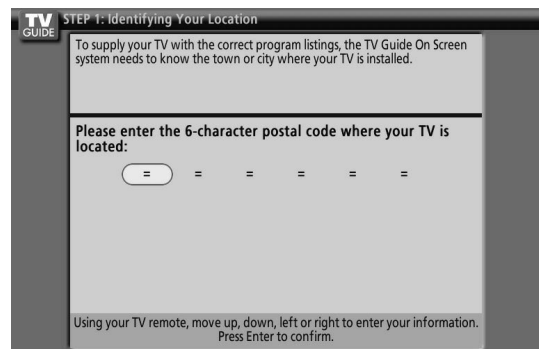 TV
GUIDE
STEP 1: Identifying Your Location
To supply your TV with the correct program listings, the TV Guide On Screen
system needs to know the town or city where your TV is installed.
Please enter the 6-character postal code where your TV is
located:
= = = = = =
Using your TV remote, move up, down, left or right to enter your information.
Press Enter to confirm.